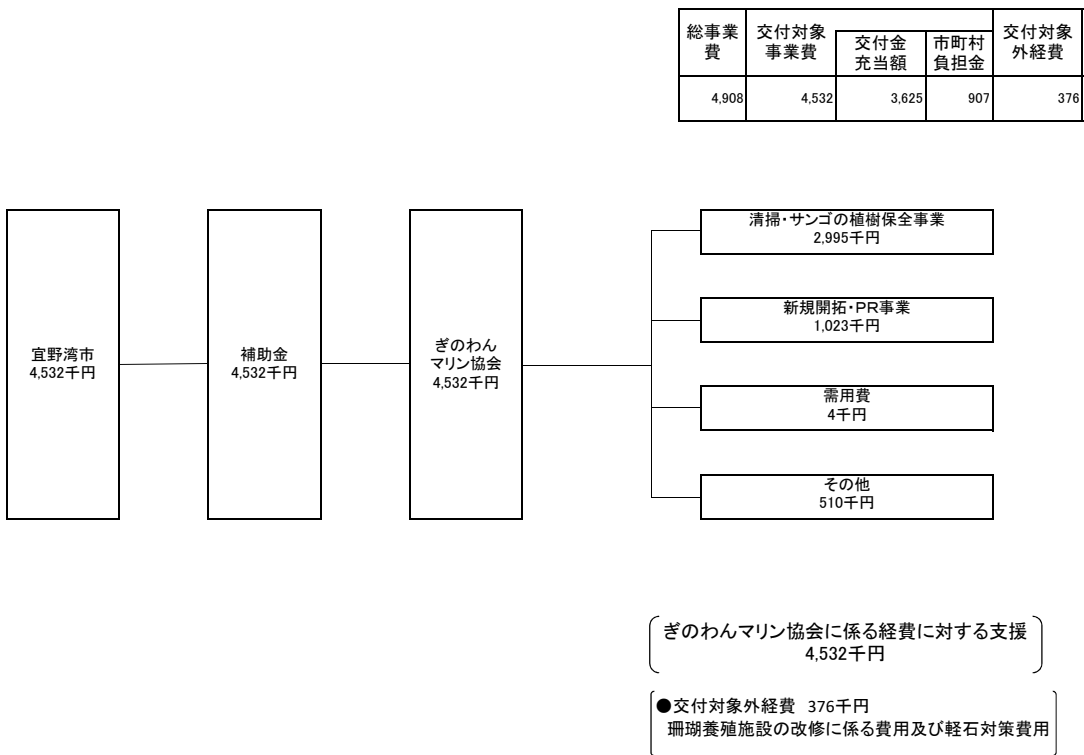 総事業
費
交付対象
事業費
交付金
充当額
市町村
負担金
交付対象
外経費
4,908
4,532
3,625
907
376
宜野湾市
4,532千円
補助金
4,532千円
ぎのわん
マリン協会
4,532千円
清掃・サンゴの植樹保全事業
2,995千円
新規開拓・PR事業
1,023千円
需用費
4千円
その他
510千円
ぎのわんマリン協会に係る経費に対する支援
4,532千円
●交付対象外経費 376千円
珊瑚養殖施設の改修に係る費用及び軽石対策費用